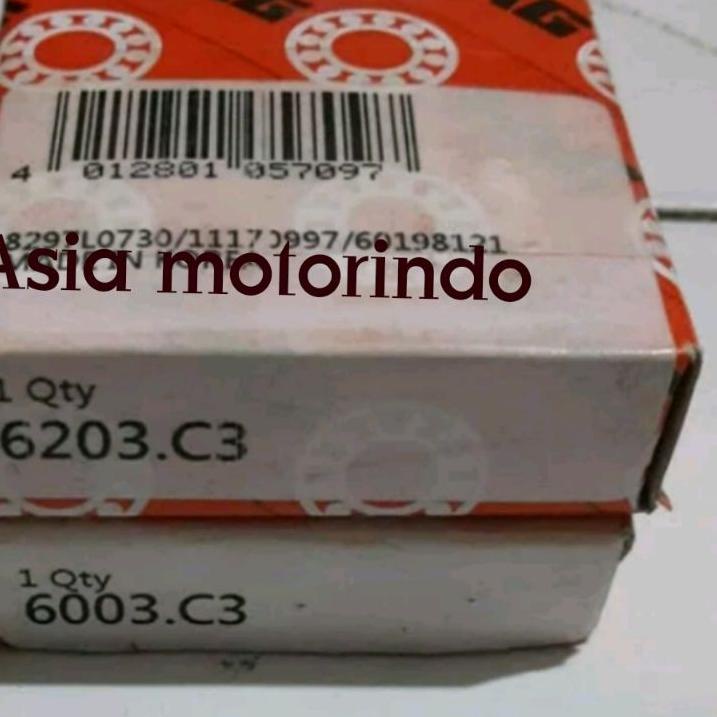 4 012801 057097
Asia motorindo
1 Qty
6203.C3
1 Qty
6003.C3